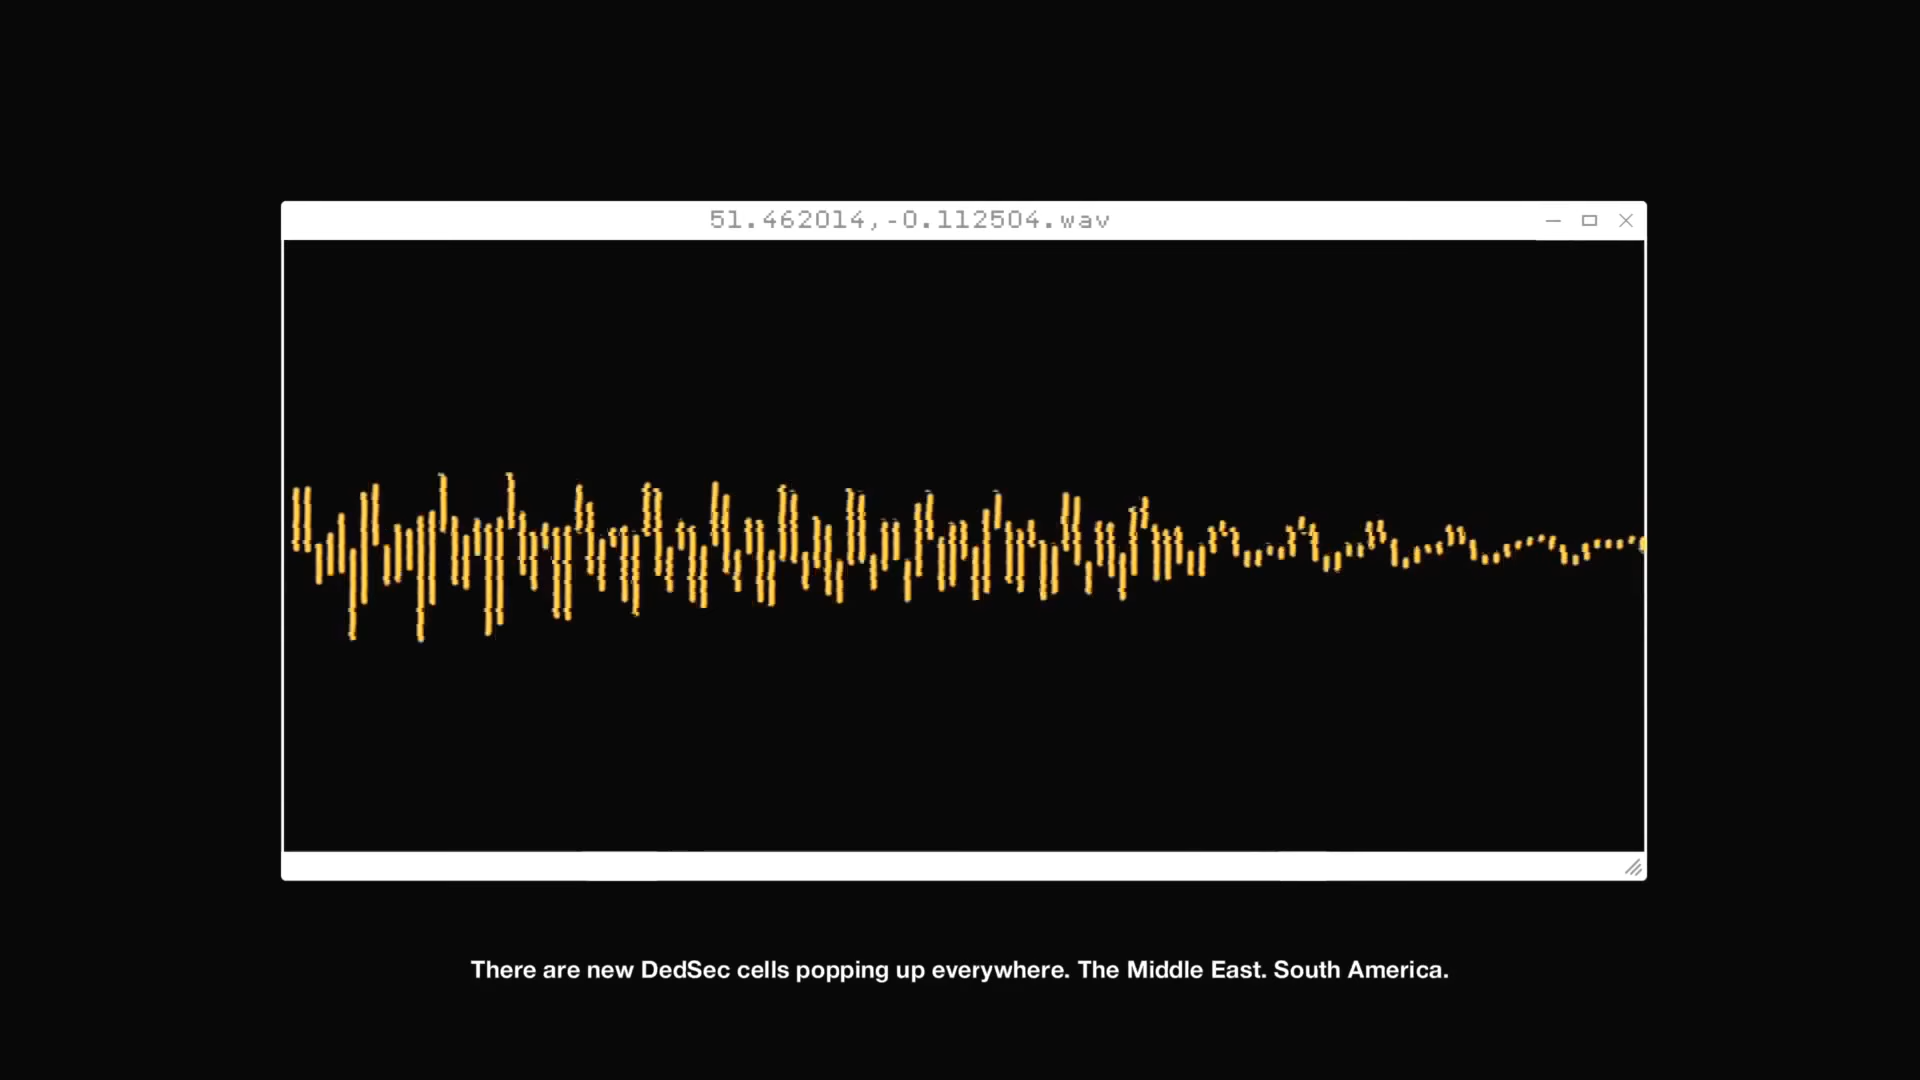 51.462014,-0.112504.wav
There are new DedSec cells popping up everywhere. The Middle East. South America.